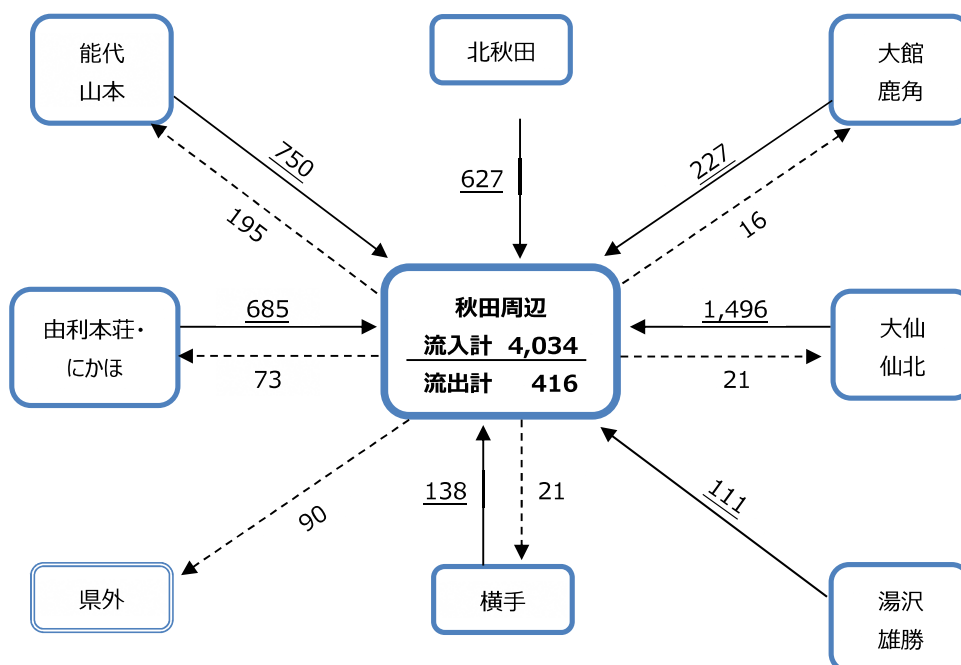 能代
山本
北秋田
大館
鹿角
750
195
627
227
16
由利本荘・
にかほ
685
73
秋田周辺
流入計 4,034
流出計 416
1,496
21
大仙
仙北
90
138
21
111
県外
横手
湯沢
雄勝